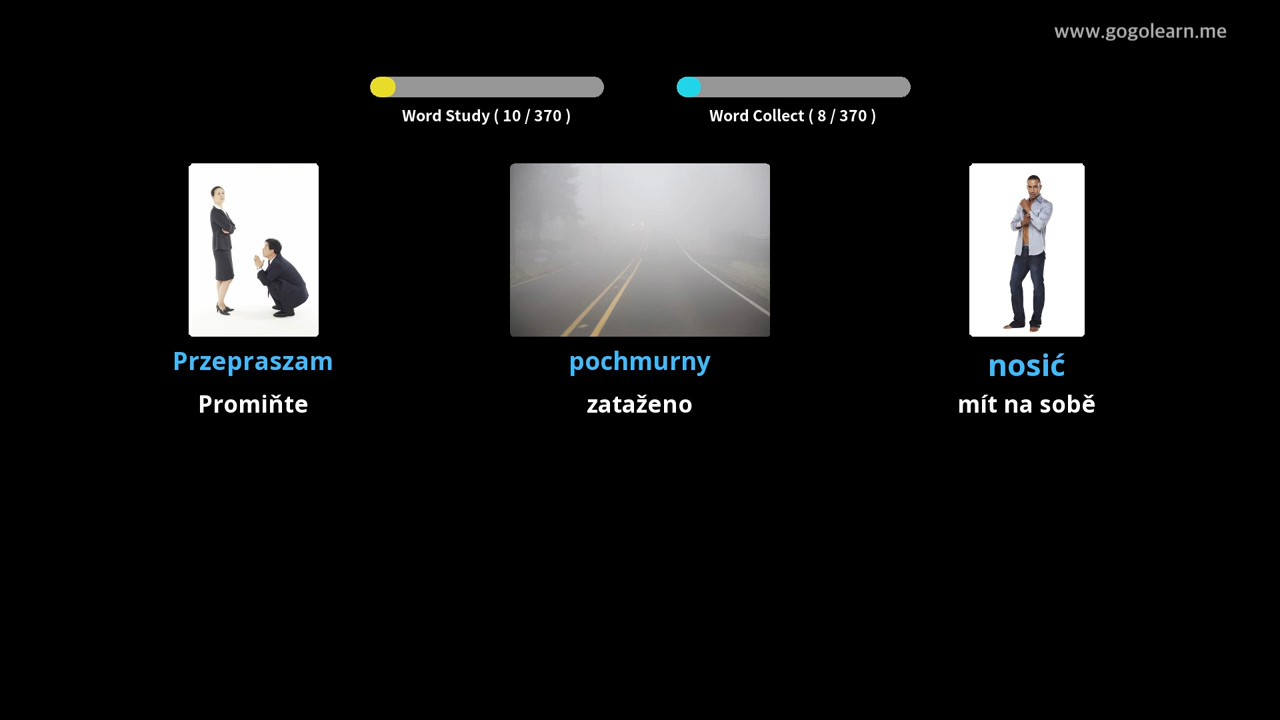 www.gogolearn.me
Word Study ( 10 / 370 )
Word Collect ( 8 / 370 )
Przepraszam
Promiňte
pochmurny
zataženo
nosić
mít na sobě